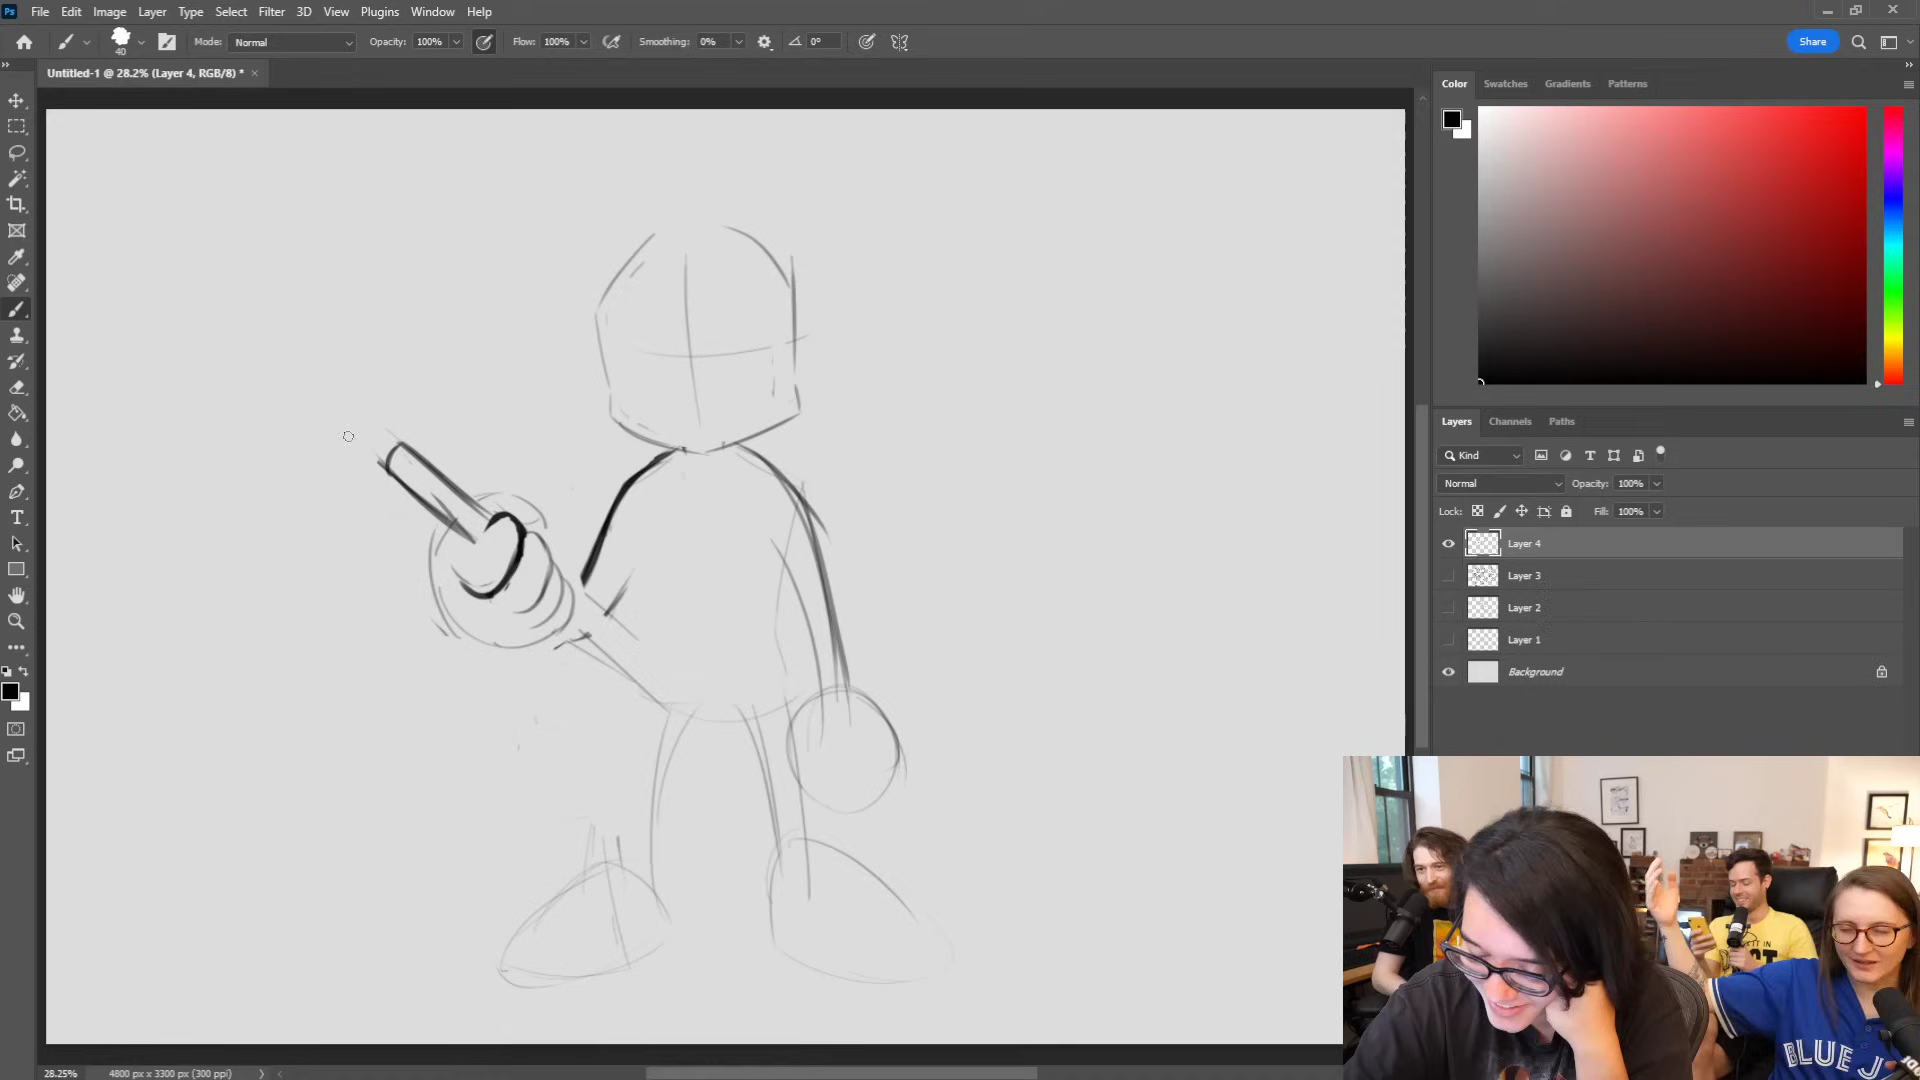 Ps File Edit Image Layer Type Select Filter 3D View Plugins Window Help
40 Mode: Normal Opacity: 100% Flow: 100% Smoothing: 0% 0° Share
Untitled-1 @ 28.2% (Layer 4, RGB/8) *
Color Swatches Gradients Patterns
Layers Channels Paths
Kind
Normal Opacity: 100%
Lock: Fill: 100%
Layer 4
Layer 3
Layer 2
Layer 1
Background
T
BLUE J
28.25% 4800 px x 3300 px (300 ppi)